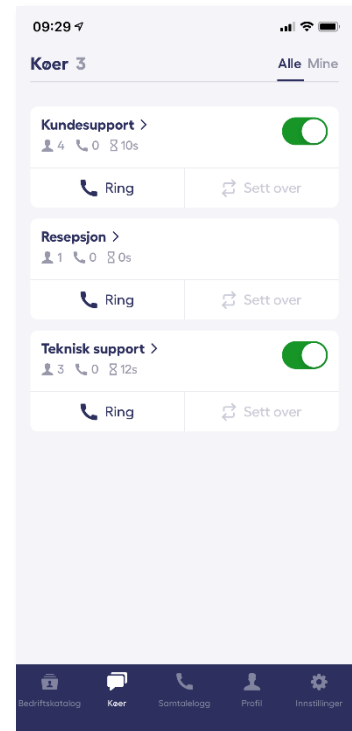 09:29
Køer 3 Alle Mine
Kundesupport >
4 0 10s
Ring Sett over
Resepsjon >
1 0 0s
Ring Sett over
Teknisk support >
3 0 12s
Ring Sett over
Bedriftskatalog Køer Samtalelogg Profil Innstillinger